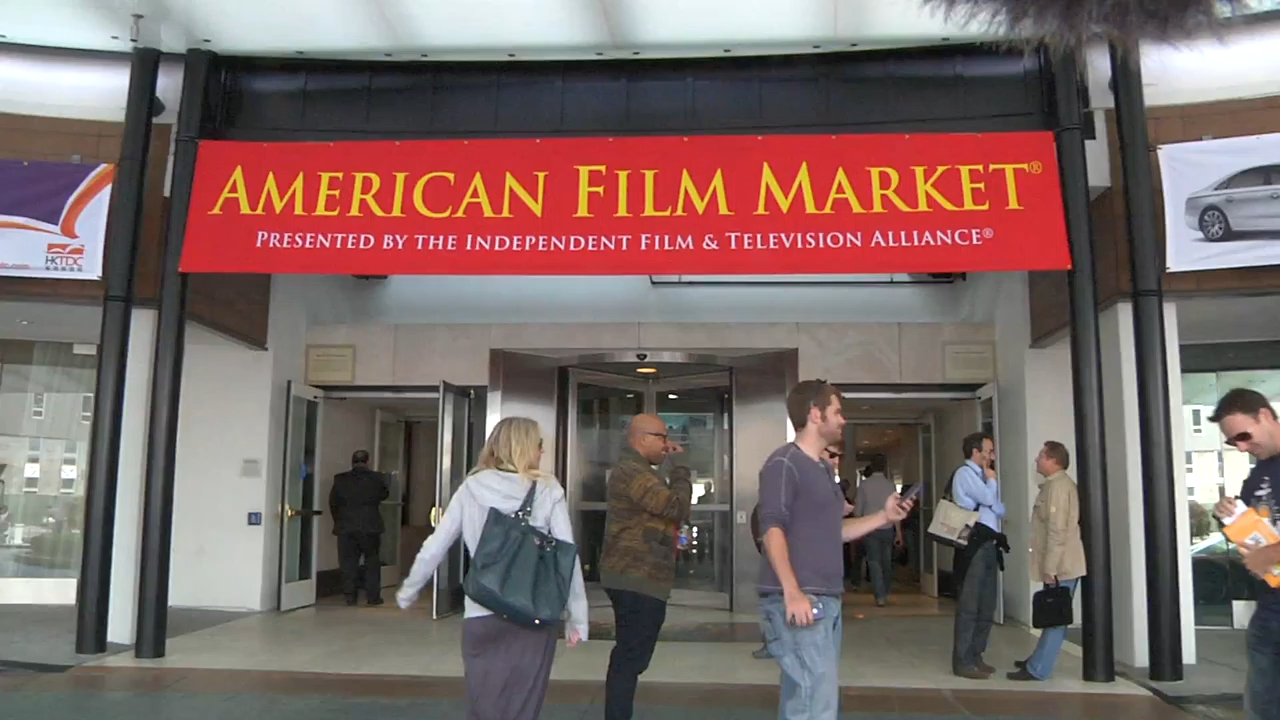 AMERICAN FILM MARKET®
PRESENTED BY THE INDEPENDENT FILM & TELEVISION ALLIANCE®
HKTDC